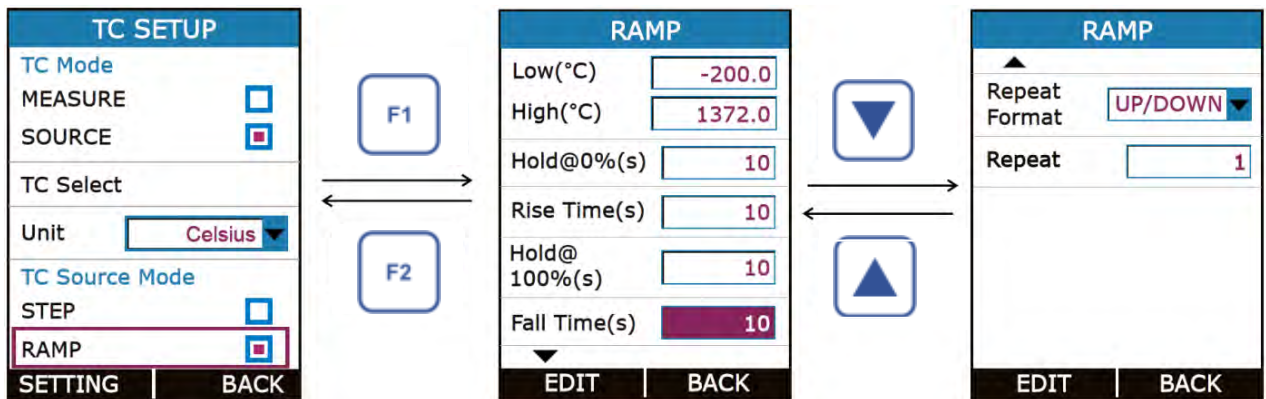 TC SETUP
TC Mode
MEASURE
SOURCE
TC Select
Unit Celsius
TC Source Mode
STEP
RAMP
SETTING BACK
F1
F2
RAMP
Low(°C) -200.0
High(°C) 1372.0
Hold@0%(s) 10
Rise Time(s) 10
Hold@
100%(s) 10
Fall Time(s) 10
EDIT BACK
RAMP
Repeat
Format UP/DOWN
Repeat 1
EDIT BACK